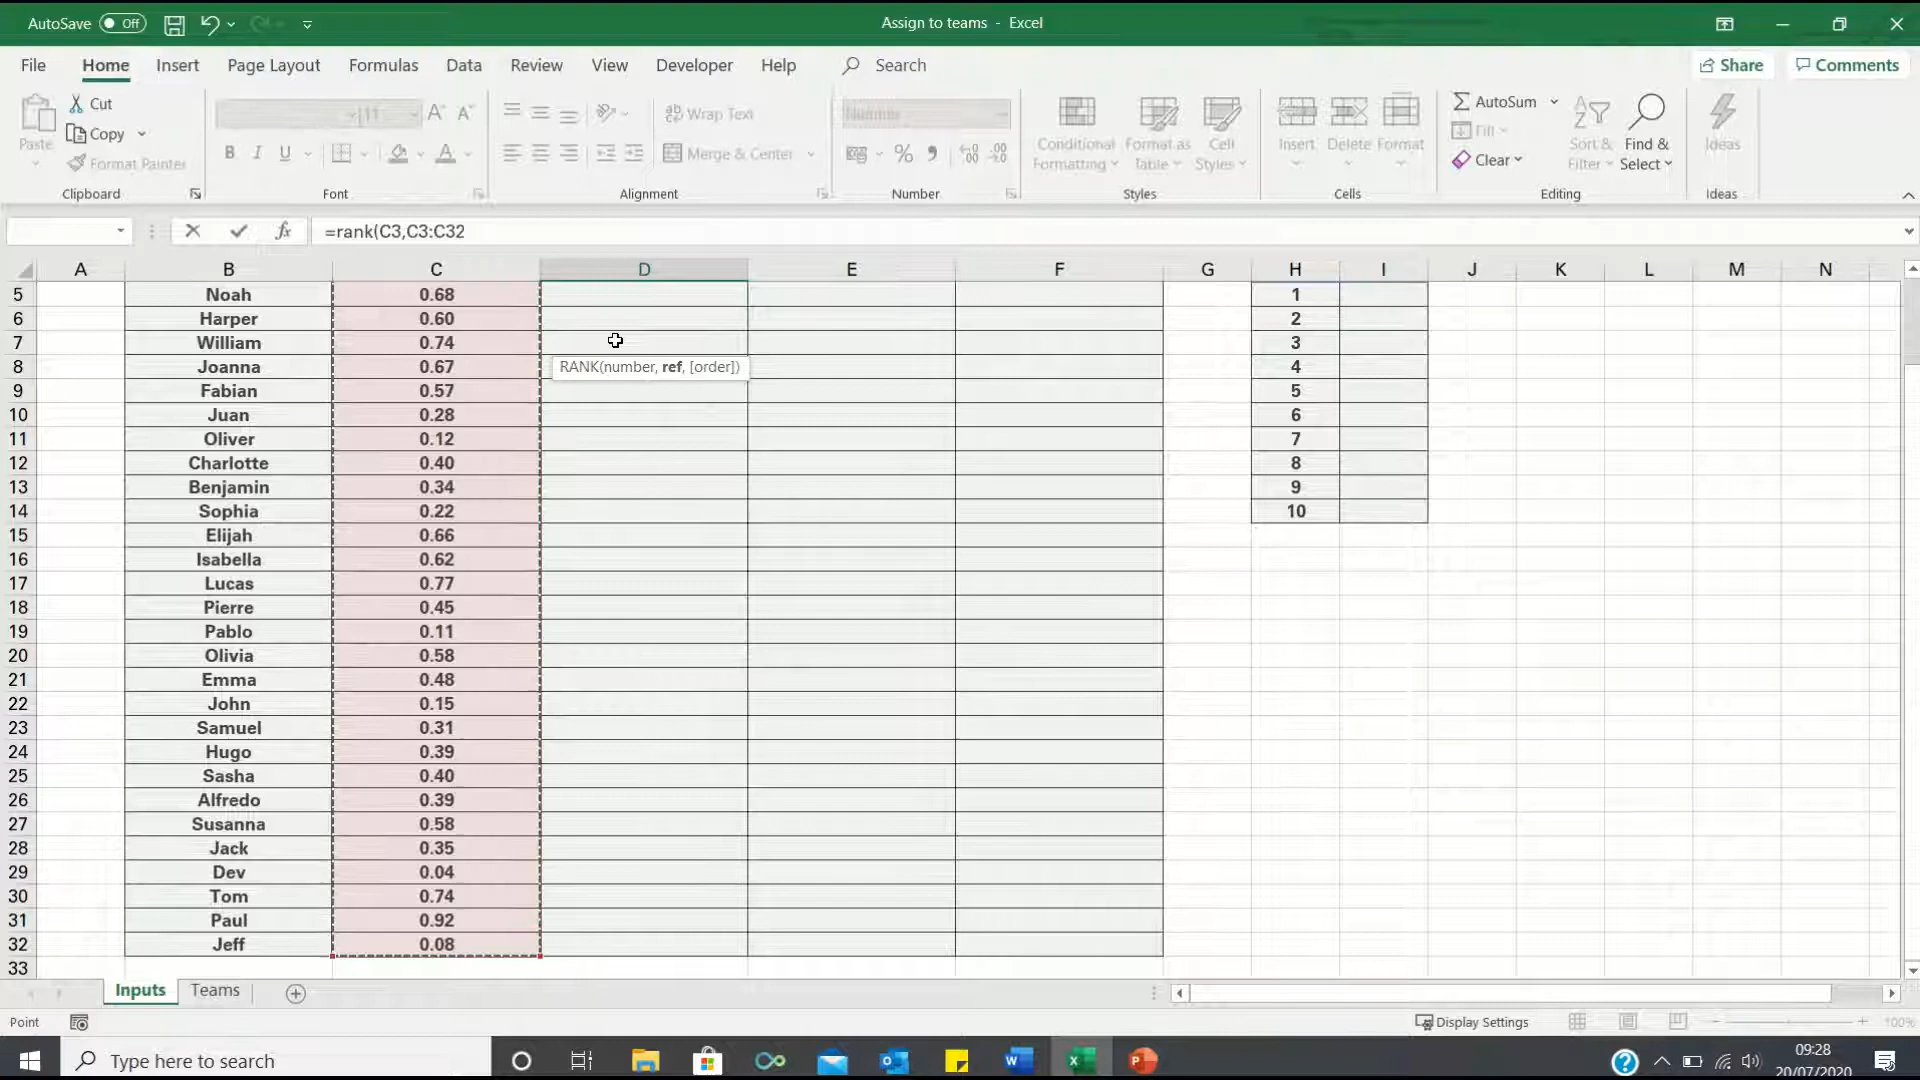 AutoSave Off Assign to teams - Excel
File Home Insert Page Layout Formulas Data Review View Developer Help Search Share Comments
Cut
Copy
Format Painter
Paste
Clipboard
11 A A
B I U A
Font
ab Wrap Text
Merge & Center
Alignment
Number
% 9
Number
Conditional Formatting
Format as Table
Cell Styles
Styles
Insert Delete Format
Cells
AutoSum
Fill
Clear
Sort & Filter
Find & Select
Editing
Ideas
Ideas
fx =rank(C3,C3:C32
A B C D E F G H I J K L M N
5 Noah 0.68 1
6 Harper 0.60 2
7 William 0.74 3
8 Joanna 0.67 RANK(number, ref, [order]) 4
9 Fabian 0.57 5
10 Juan 0.28 6
11 Oliver 0.12 7
12 Charlotte 0.40 8
13 Benjamin 0.34 9
14 Sophia 0.22 10
15 Elijah 0.66
16 Isabella 0.62
17 Lucas 0.77
18 Pierre 0.45
19 Pablo 0.11
20 Olivia 0.58
21 Emma 0.48
22 John 0.15
23 Samuel 0.31
24 Hugo 0.39
25 Sasha 0.40
26 Alfredo 0.39
27 Susanna 0.58
28 Jack 0.35
29 Dev 0.04
30 Tom 0.74
31 Paul 0.92
32 Jeff 0.08
33
Inputs Teams
Point Display Settings 100%
Type here to search
09:28
20/07/2020